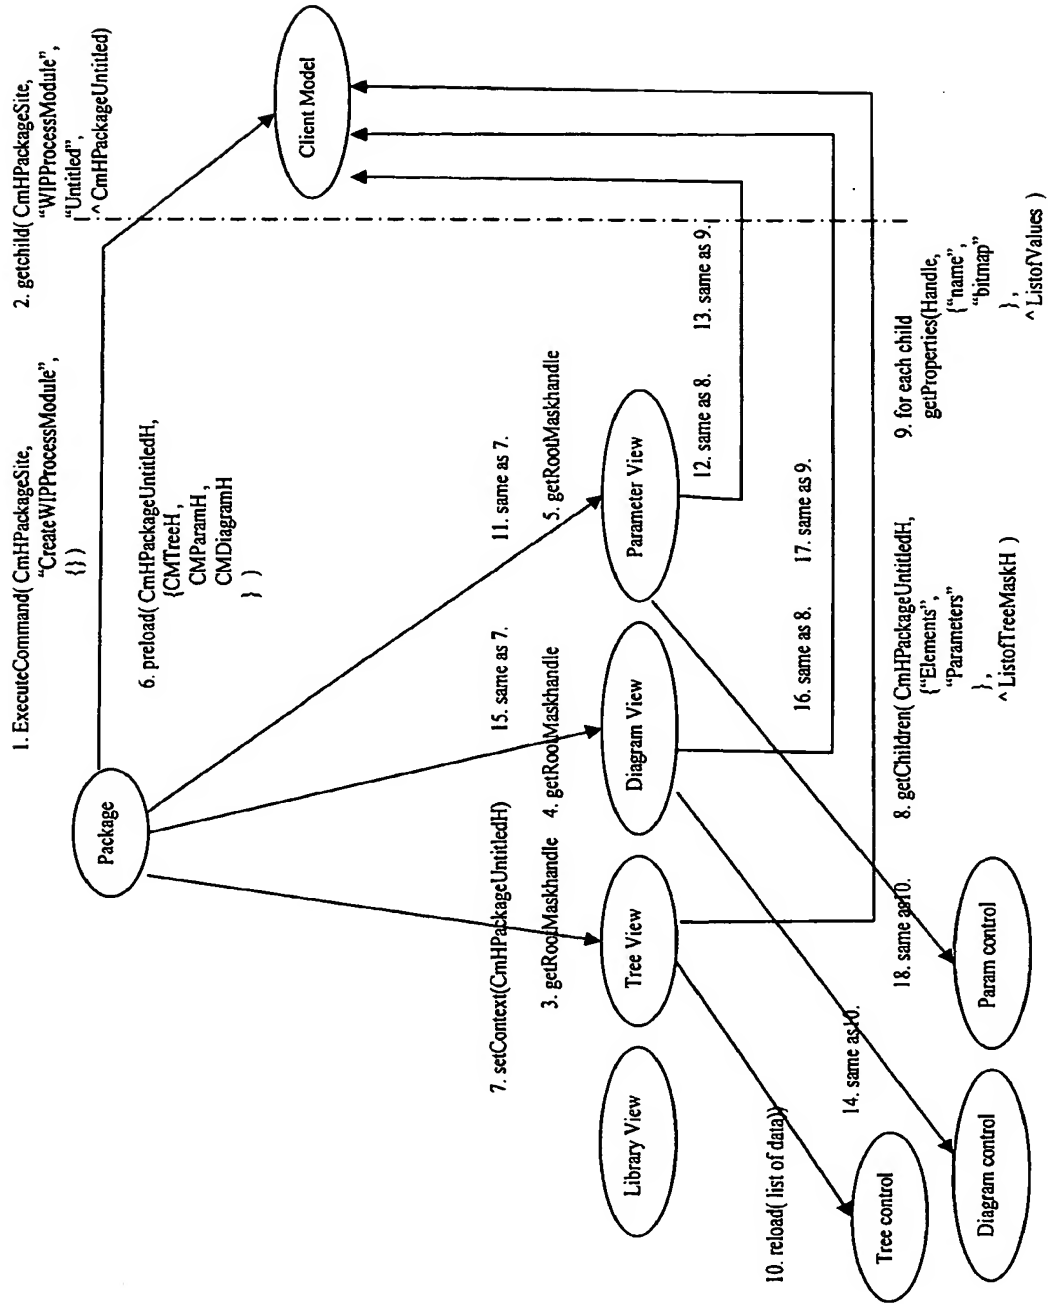 1. ExecuteCommand( CmHPackageSite,
"CreateWIPProcessModule",
{})
2. getchild( CmHPackageSite,
"WIPProcessModule",
"Untitled",
^ CmHPackageUntitled)
Package
Client Model
6. preload( CmHPackageUntitledH,
{CMTreeH ,
CMParamH ,
CMDiagramH
} )
7. setContext(CmHPackageUntitledH)
15. same as 7.
11. same as 7.
3. getRootMaskhandle
4. getRootMaskhandle
5. getRootMaskhandle
Library View
Tree View
Diagram View
Parameter View
12. same as 8.
13. same as 9.
10. reload( list of data))
14. same as10.
16. same as 8.
17. same as 9.
18. same as10.
8. getChildren( CmHPackageUntitledH,
{"Elements",
"Parameters"
} ,
^ ListofTreeMaskH )
9. for each child
getProperties(Handle,
{"name",
"bitmap"
} ,
^ ListofValues )
Tree control
Diagram control
Param control